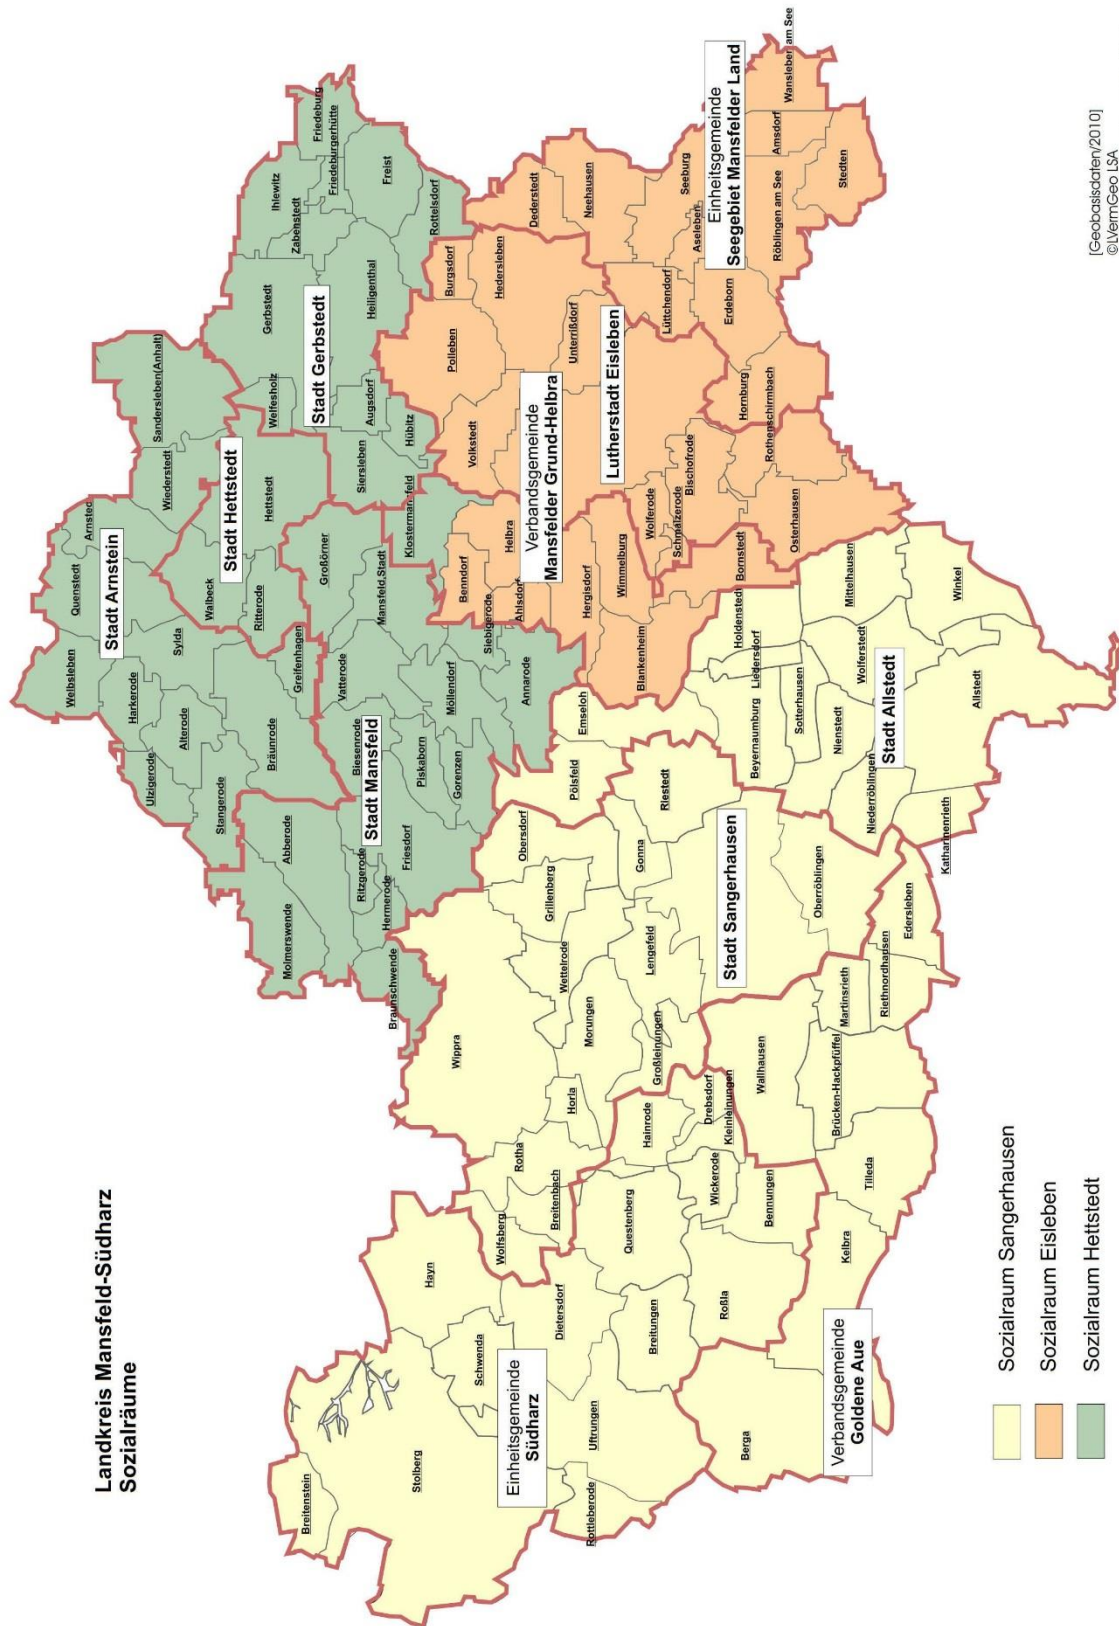 Landkreis Mansfeld-Südharz
Sozialräume
Breitenstein
Stolberg
Hayn
Schwenda
Einheitsgemeinde
Südharz
Dietersdorf
Wolfsberg
Breitenbach
Rotha
Horla
Wippra
Rottleberode
Uftrungen
Breitungen
Questenberg
Hainrode
Wickerode
Drebsdorf
Kleinleinungen
Roßla
Bennungen
Berga
Verbandsgemeinde
Goldene Aue
Kelbra
Tilleda
Wallhausen
Brücken-Hackpfüffel
Martinsrieth
Riethnordhausen
Edersleben
Morungen
Großleinungen
Wettelrode
Lengefeld
Grillenberg
Obersdorf
Gonna
Riestedt
Stadt Sangerhausen
Oberröblingen
Pölsfeld
Emseloh
Beyernaumburg
Liedersdorf
Holdenstedt
Sotterhausen
Nienstedt
Wolferstedt
Mittelhausen
Winkel
Niederröblingen
Stadt Allstedt
Allstedt
Katharinenrieth
Molmerswende
Abberode
Braunschwende
Hermerode
Ritzgerode
Friesdorf
Stadt Mansfeld
Biesenrode
Piskaborn
Gorenzen
Vatterode
Möllendorf
Annarode
Siebigerode
Mansfeld,Stadt
Großörner
Klostermansfeld
Stangerode
Ulzigerode
Alterode
Harkerode
Bräunrode
Greifenhagen
Sylda
Welbsleben
Stadt Arnstein
Quenstedt
Arnsted
Wiederstedt
Sandersleben(Anhalt)
Walbeck
Ritterode
Stadt Hettstedt
Hettstedt
Welfesholz
Gerbstedt
Stadt Gerbstedt
Siersleben
Augsdorf
Hübitz
Heiligenthal
Ihlewitz
Zabenstedt
Friedeburg
Friedeburgerhütte
Freist
Rottelsdorf
Benndorf
Helbra
Ahlsdorf
Verbandsgemeinde
Mansfelder Grund-Helbra
Hergisdorf
Wimmelburg
Blankenheim
Bornstedt
Volkstedt
Polleben
Burgsdorf
Hedersleben
Unterrißdorf
Lutherstadt Eisleben
Wolferode
Schmalzerode
Bischofrode
Osterhausen
Rothenschirmbach
Hornburg
Dederstedt
Neehausen
Seeburg
Lüttchendorf
Aseleben
Erdeborn
Einheitsgemeinde
Seegebiet Mansfelder Land
Röblingen am See
Amsdorf
Wansleben am See
Stedten
Sozialraum Sangerhausen
Sozialraum Eisleben
Sozialraum Hettstedt
[Geobasisdaten/2010]
©LVermGeo LSA